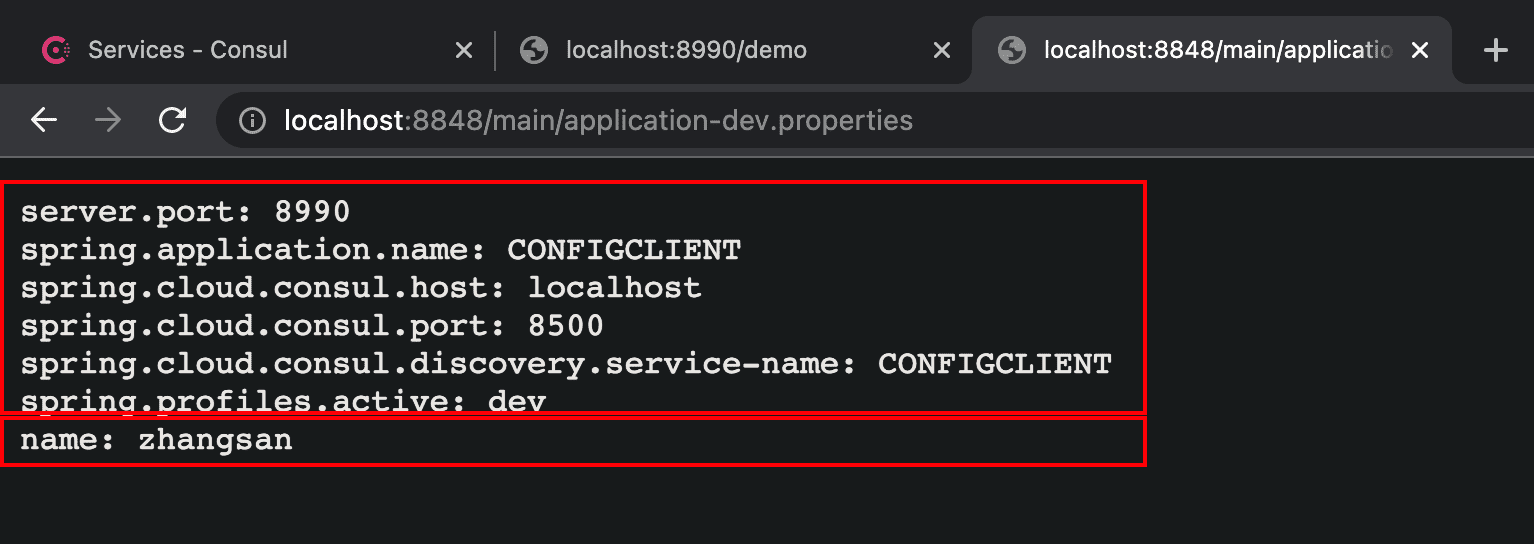 Services - Consul
localhost:8990/demo
localhost:8848/main/applicatio
localhost:8848/main/application-dev.properties
server.port: 8990
spring.application.name: CONFIGCLIENT
spring.cloud.consul.host: localhost
spring.cloud.consul.port: 8500
spring.cloud.consul.discovery.service-name: CONFIGCLIENT
spring.profiles.active: dev
name: zhangsan